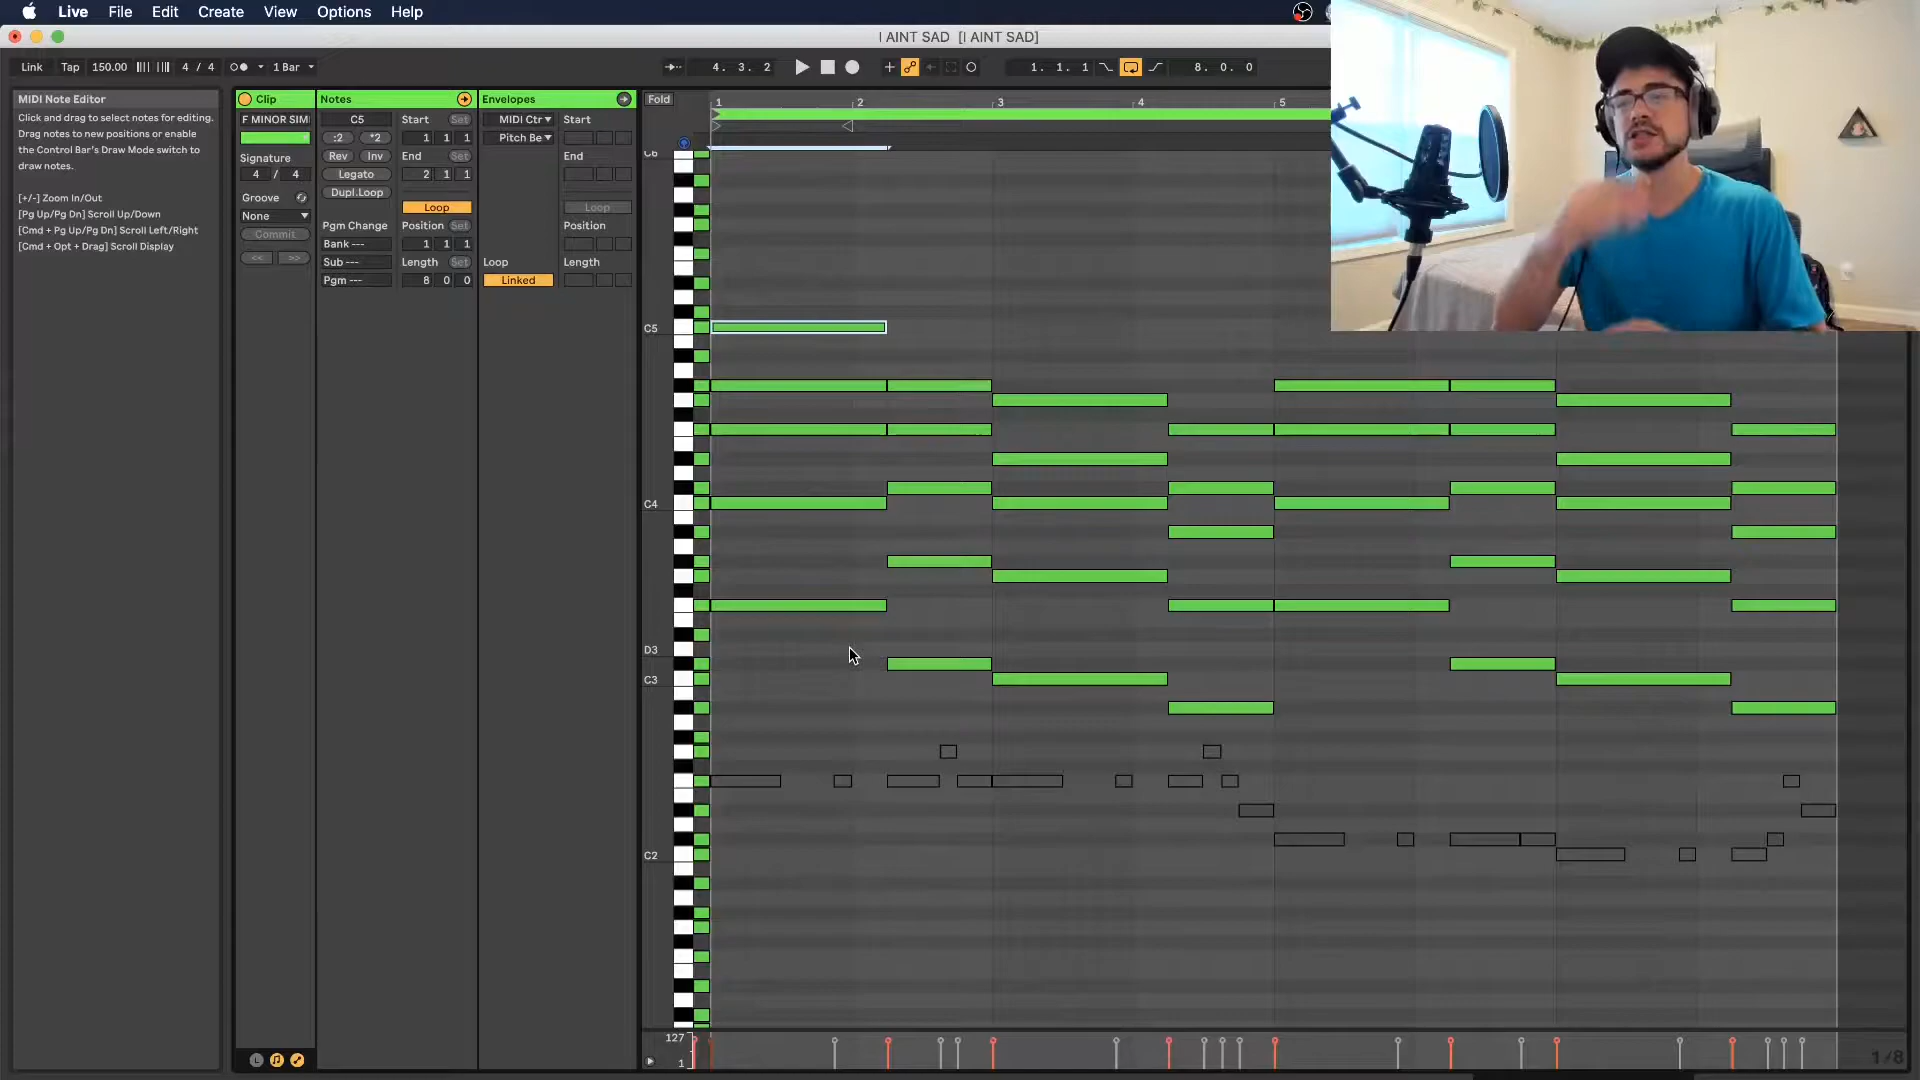 Live File Edit Create View Options Help
I AINT SAD [I AINT SAD]
Link Tap 150.00 4 / 4 1 Bar 4. 3. 2 1. 1. 1 8. 0. 0
MIDI Note Editor
Click and drag to select notes for editing.
Drag notes to new positions or enable
the Control Bar's Draw Mode switch to
draw notes.
[+/-] Zoom In/Out
[Pg Up/Pg Dn] Scroll Up/Down
[Cmd + Pg Up/Pg Dn] Scroll Left/Right
[Cmd + Opt + Drag] Scroll Display
Clip
F MINOR SIMI
Signature
4 / 4
Groove
None
Commit
<< >>
Notes
C5
:2 *2
Rev Inv
Legato
Dupl.Loop
Pgm Change
Bank ---
Sub ---
Pgm ---
Start Set
1 1 1
End Set
2 1 1
Loop
Position Set
1 1 1
Length Set
8 0 0
Envelopes
MIDI Ctr
Pitch Be
Loop
Linked
Start
End
Loop
Position
Length
Fold
1 2 3 4 5
C6
C5
C4
D3
C3
C2
127
1
1/8